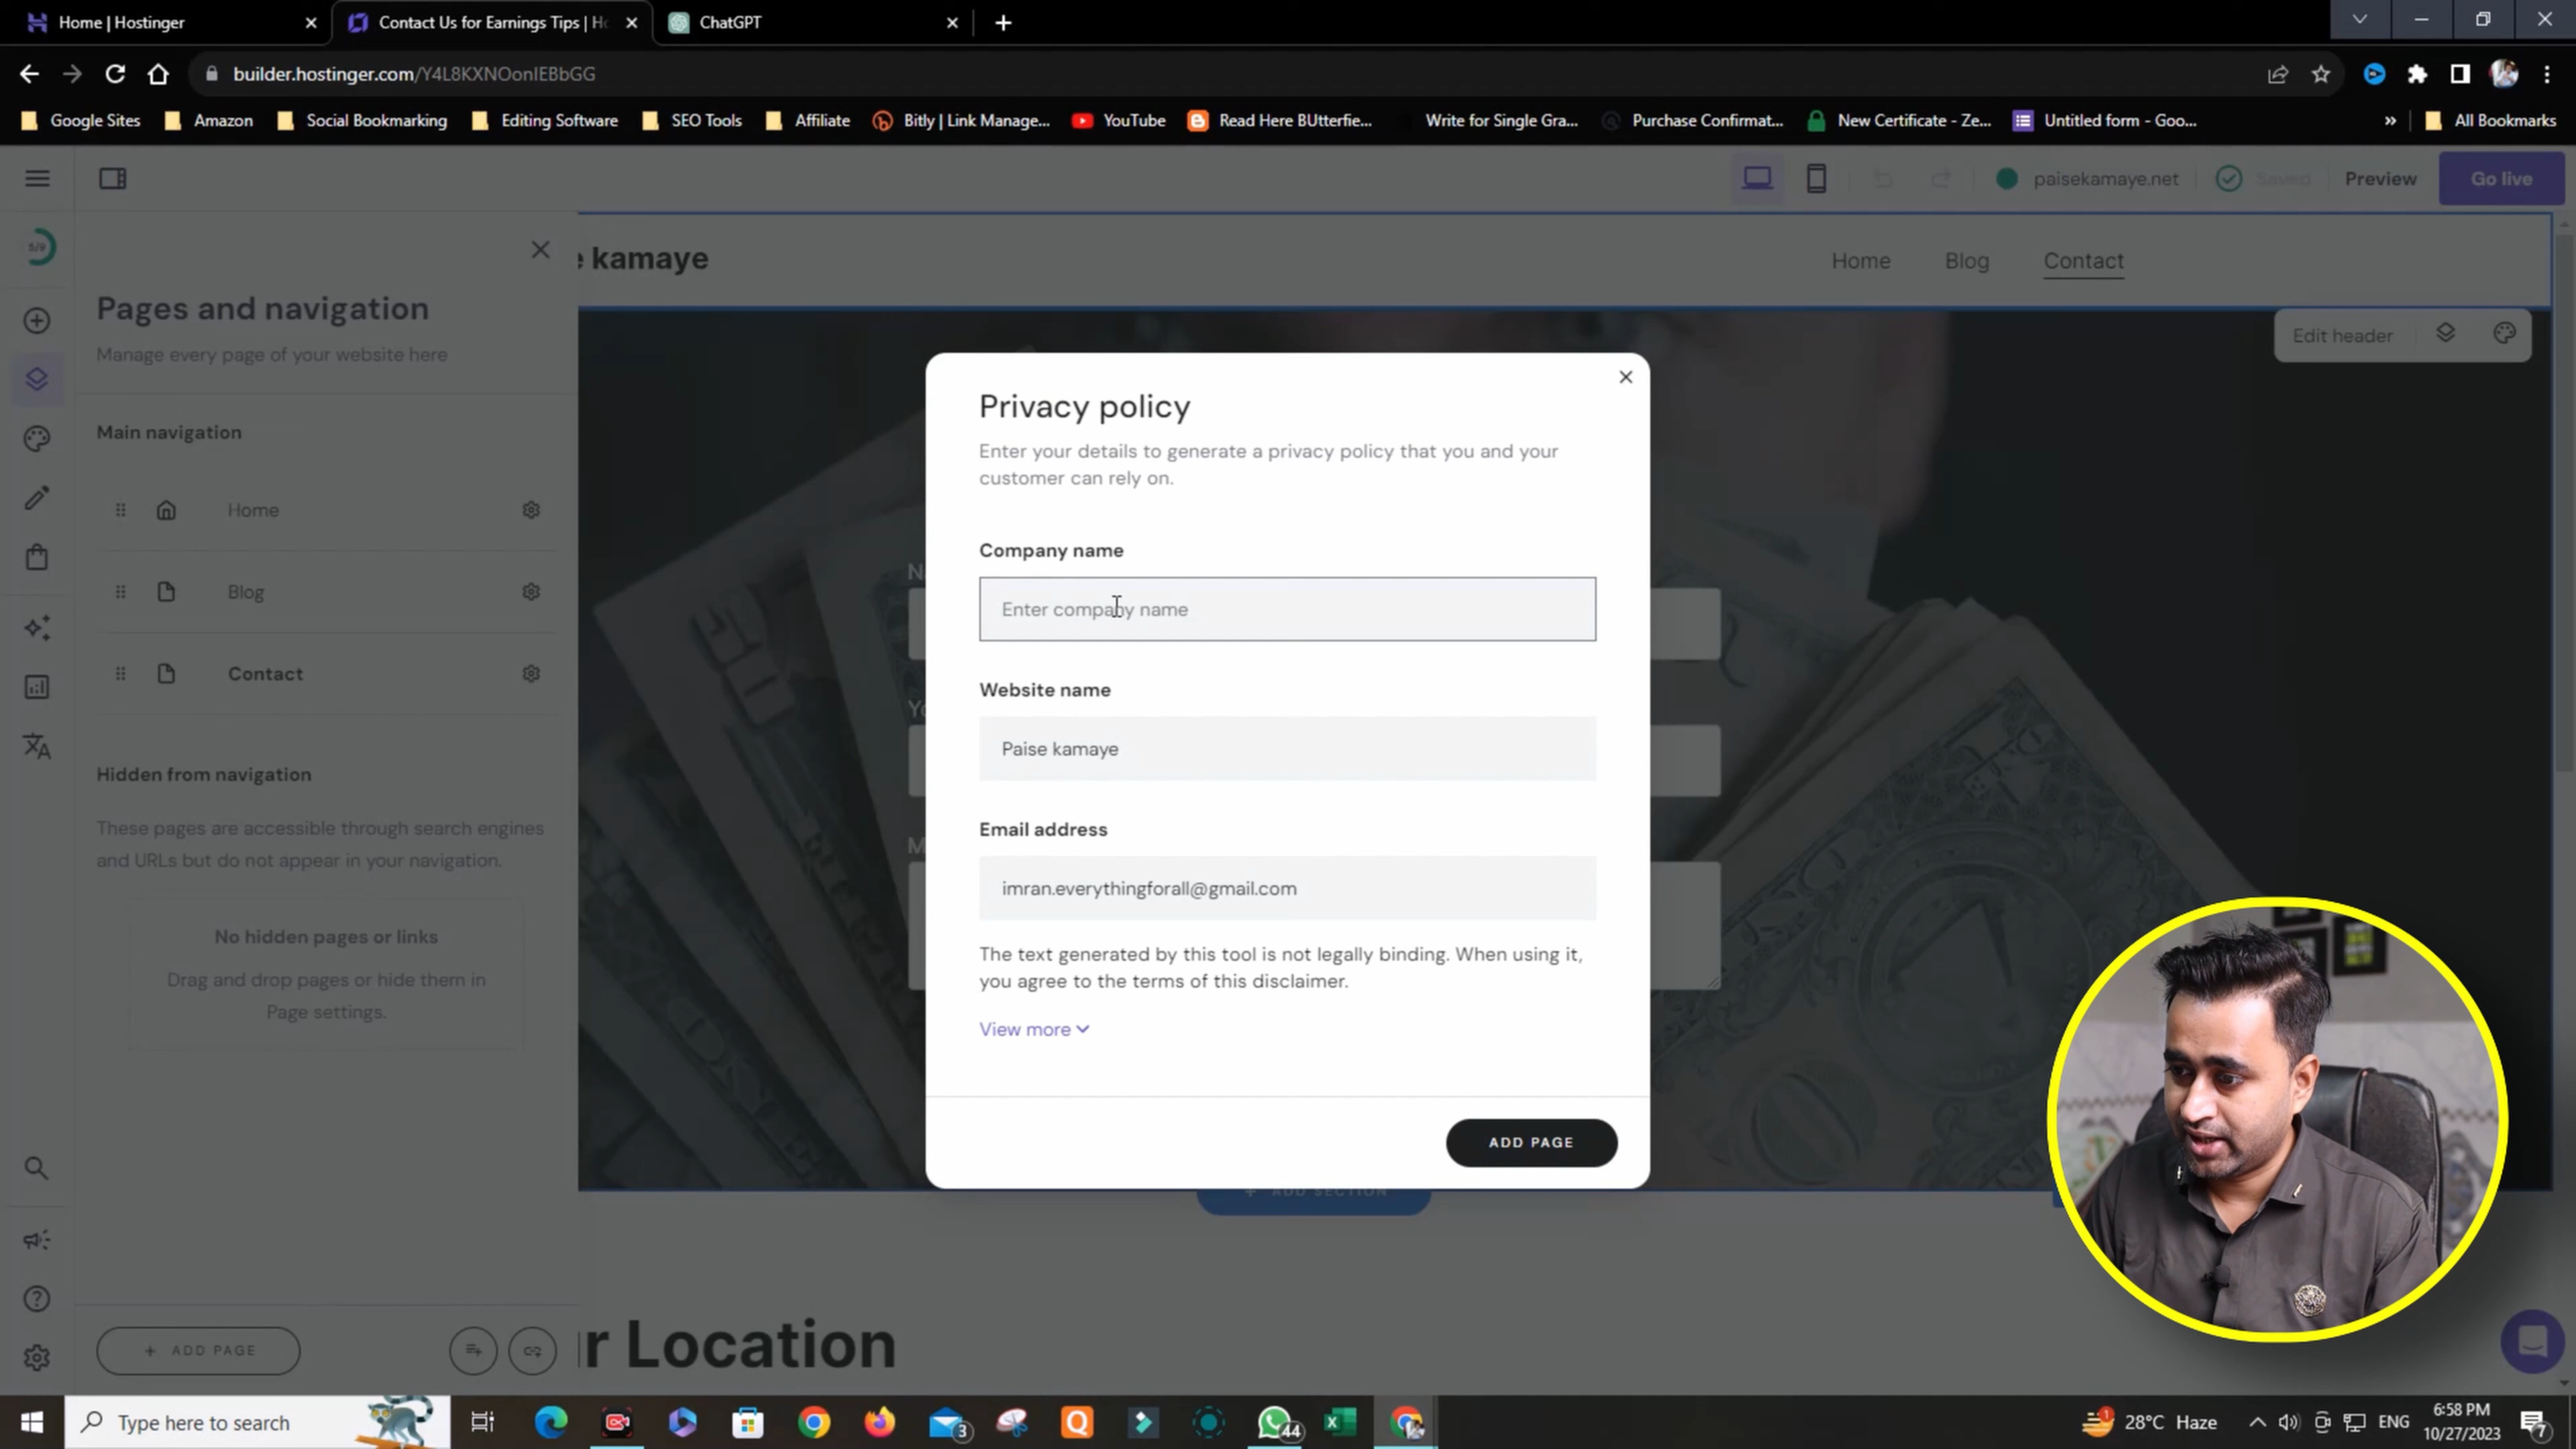 Home | Hostinger
Contact Us for Earnings Tips | Ho
ChatGPT
builder.hostinger.com/Y4L8KXNOonIEBbGG
Google Sites
Amazon
Social Bookmarking
Editing Software
SEO Tools
Affiliate
Bitly | Link Manage...
YouTube
Read Here BUtterfie...
Write for Single Gra...
Purchase Confirmat...
New Certificate - Ze...
Untitled form - Goo...
»
All Bookmarks
paisekamaye.net
Saved
Preview
Go live
5/9
e kamaye
Home
Blog
Contact
Pages and navigation
Manage every page of your website here
Edit header
Main navigation
Home
Blog
Contact
Hidden from navigation
These pages are accessible through search engines
and URLs but do not appear in your navigation.
No hidden pages or links
Drag and drop pages or hide them in
Page settings.
+ ADD PAGE
Privacy policy
Enter your details to generate a privacy policy that you and your
customer can rely on.
Company name
Enter company name
Website name
Paise kamaye
Email address
imran.everythingforall@gmail.com
The text generated by this tool is not legally binding. When using it,
you agree to the terms of this disclaimer.
View more
ADD PAGE
+ ADD SECTION
r Location
Type here to search
3
44
1
28°C Haze
ENG
6:58 PM
10/27/2023
7